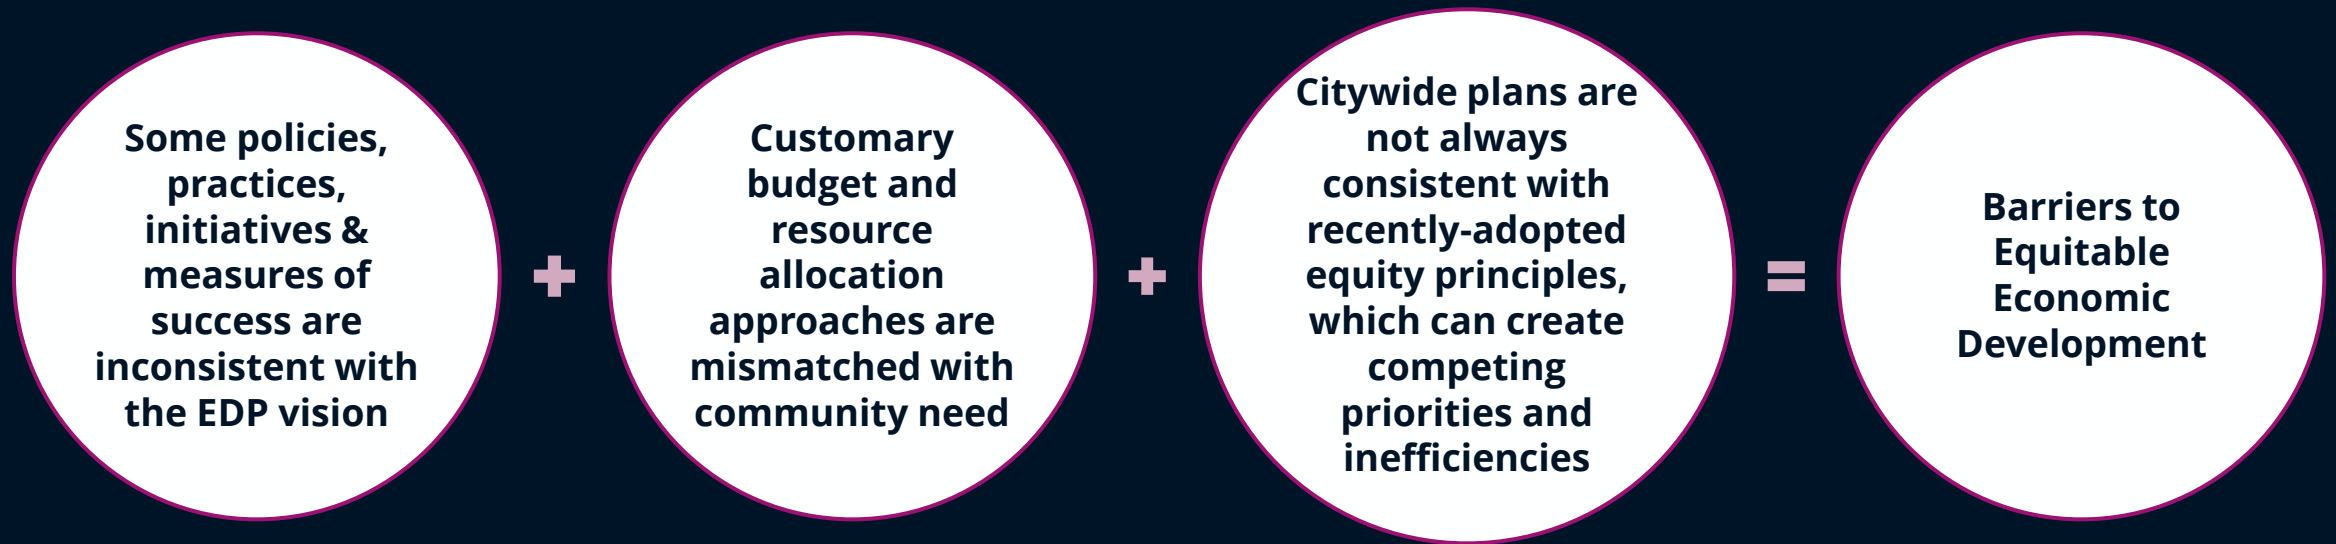 Some policies,
practices,
initiatives &
measures of
success are
inconsistent with
the EDP vision
+
Customary
budget and
resource
allocation
approaches are
mismatched with
community need
+
Citywide plans are
not always
consistent with
recently-adopted
equity principles,
which can create
competing
priorities and
inefficiencies
=
Barriers to
Equitable
Economic
Development